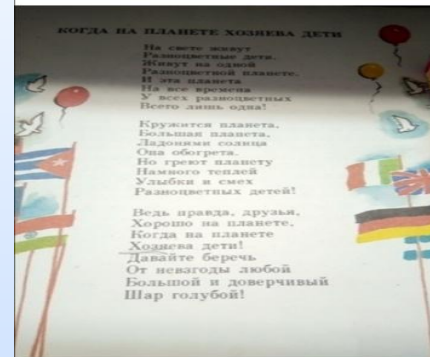 КОГДА НА ПЛАНЕТЕ ХОЗЯЕВА ДЕТИ
На свете живут
Разноцветные дети.
Живут на одной
Разноцветной планете.
И эта планета
На все времена
У всех разноцветных
Всего лишь одна!
Кружится планета,
Большая планета,
Ладонями солнца
Она обогрета.
Но греют планету
Намного теплей
Улыбки и смех
Разноцветных детей!
Ведь правда, друзья,
Хорошо на планете,
Когда на планете
Хозяева дети!
Давайте беречь
От невзгоды любой
Большой и доверчивый
Шар голубой!